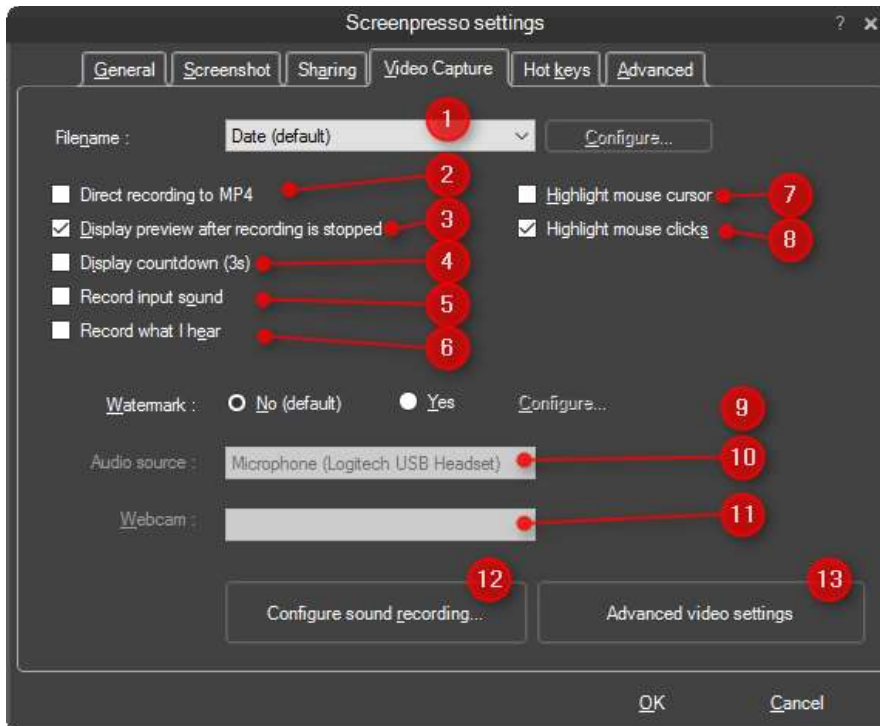 Screenpresso settings ? ×
General Screenshot Sharing Video Capture Hot keys Advanced
1
Filename : Date (default) Configure...
2
Direct recording to MP4 Highlight mouse cursor 7
Display preview after recording is stopped 3 Highlight mouse clicks 8
Display countdown (3s) 4
Record input sound 5
Record what I hear 6
Watermark : No (default) Yes Configure... 9
Audio source : Microphone (Logitech USB Headset) 10
Webcam : 11
12 13
Configure sound recording... Advanced video settings
OK Cancel